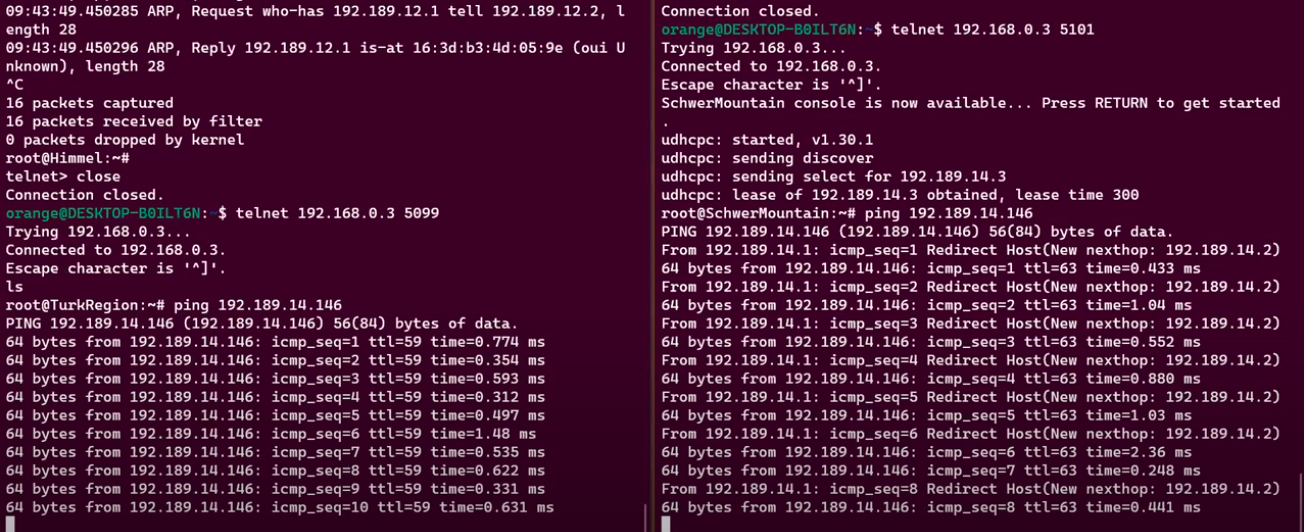 09:43:49.450285 ARP, Request who-has 192.189.12.1 tell 192.189.12.2, l
ength 28
09:43:49.450296 ARP, Reply 192.189.12.1 is-at 16:3d:b3:4d:05:9e (oui U
nknown), length 28
^C
16 packets captured
16 packets received by filter
0 packets dropped by kernel
root@Himmel:~#
telnet> close
Connection closed.
orange@DESKTOP-B0ILT6N:~$ telnet 192.168.0.3 5099
Trying 192.168.0.3...
Connected to 192.168.0.3.
Escape character is '^]'.
ls
root@TurkRegion:~# ping 192.189.14.146
PING 192.189.14.146 (192.189.14.146) 56(84) bytes of data.
64 bytes from 192.189.14.146: icmp_seq=1 ttl=59 time=0.774 ms
64 bytes from 192.189.14.146: icmp_seq=2 ttl=59 time=0.354 ms
64 bytes from 192.189.14.146: icmp_seq=3 ttl=59 time=0.593 ms
64 bytes from 192.189.14.146: icmp_seq=4 ttl=59 time=0.312 ms
64 bytes from 192.189.14.146: icmp_seq=5 ttl=59 time=0.497 ms
64 bytes from 192.189.14.146: icmp_seq=6 ttl=59 time=1.48 ms
64 bytes from 192.189.14.146: icmp_seq=7 ttl=59 time=0.535 ms
64 bytes from 192.189.14.146: icmp_seq=8 ttl=59 time=0.622 ms
64 bytes from 192.189.14.146: icmp_seq=9 ttl=59 time=0.331 ms
64 bytes from 192.189.14.146: icmp_seq=10 ttl=59 time=0.631 ms
Connection closed.
orange@DESKTOP-B0ILT6N:~$ telnet 192.168.0.3 5101
Trying 192.168.0.3...
Connected to 192.168.0.3.
Escape character is '^]'.
SchwerMountain console is now available... Press RETURN to get started
.
udhcpc: started, v1.30.1
udhcpc: sending discover
udhcpc: sending select for 192.189.14.3
udhcpc: lease of 192.189.14.3 obtained, lease time 300
root@SchwerMountain:~# ping 192.189.14.146
PING 192.189.14.146 (192.189.14.146) 56(84) bytes of data.
From 192.189.14.1: icmp_seq=1 Redirect Host(New nexthop: 192.189.14.2)
64 bytes from 192.189.14.146: icmp_seq=1 ttl=63 time=0.433 ms
From 192.189.14.1: icmp_seq=2 Redirect Host(New nexthop: 192.189.14.2)
64 bytes from 192.189.14.146: icmp_seq=2 ttl=63 time=1.04 ms
From 192.189.14.1: icmp_seq=3 Redirect Host(New nexthop: 192.189.14.2)
64 bytes from 192.189.14.146: icmp_seq=3 ttl=63 time=0.552 ms
From 192.189.14.1: icmp_seq=4 Redirect Host(New nexthop: 192.189.14.2)
64 bytes from 192.189.14.146: icmp_seq=4 ttl=63 time=0.880 ms
From 192.189.14.1: icmp_seq=5 Redirect Host(New nexthop: 192.189.14.2)
64 bytes from 192.189.14.146: icmp_seq=5 ttl=63 time=1.03 ms
From 192.189.14.1: icmp_seq=6 Redirect Host(New nexthop: 192.189.14.2)
64 bytes from 192.189.14.146: icmp_seq=6 ttl=63 time=2.36 ms
64 bytes from 192.189.14.146: icmp_seq=7 ttl=63 time=0.248 ms
From 192.189.14.1: icmp_seq=8 Redirect Host(New nexthop: 192.189.14.2)
64 bytes from 192.189.14.146: icmp_seq=8 ttl=63 time=0.441 ms